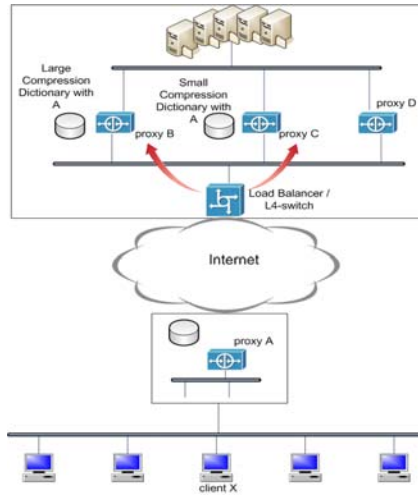 Large
Compression
Dictionary with
A
Small
Compression
Dictionary with
A
proxy D
proxy B
proxy C
Load Balancer /
L4-switch
Internet
proxy A
client X